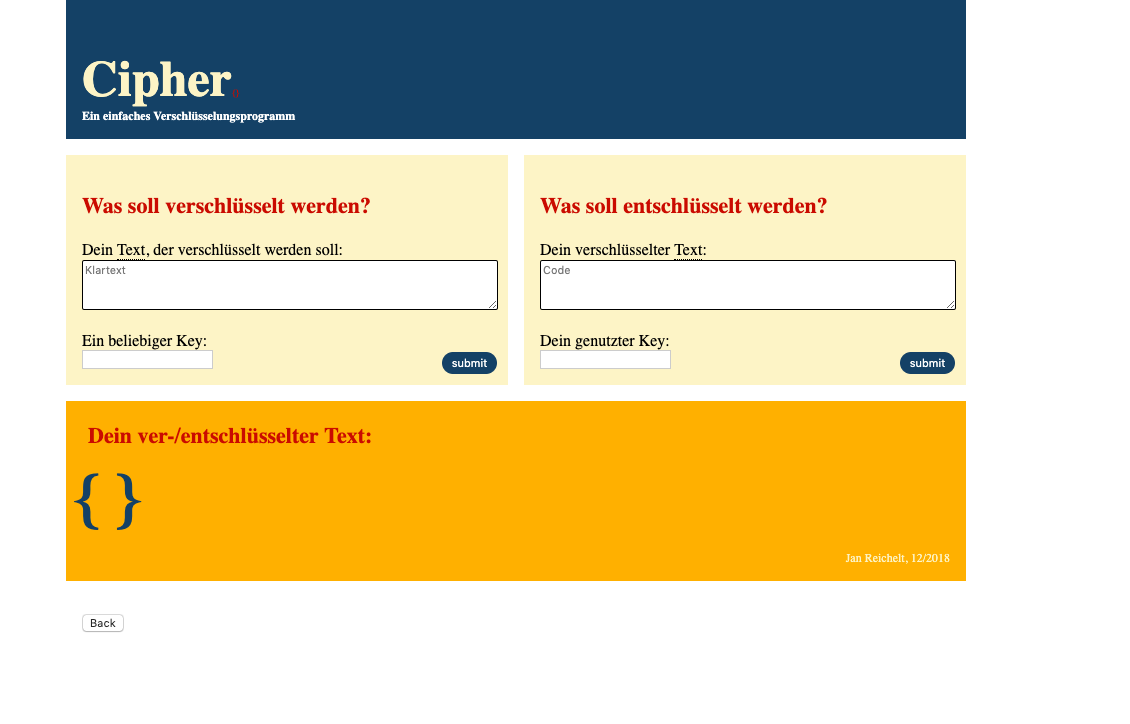 Cipher
Ein einfaches Verschlüsselungsprogramm
Was soll verschlüsselt werden?
Dein Text, der verschlüsselt werden soll:
Klartext
Ein beliebiger Key:
submit
Was soll entschlüsselt werden?
Dein verschlüsselter Text:
Code
Dein genutzter Key:
submit
Dein ver-/entschlüsselter Text:
{ }
Jan Reichelt, 12/2018
Back